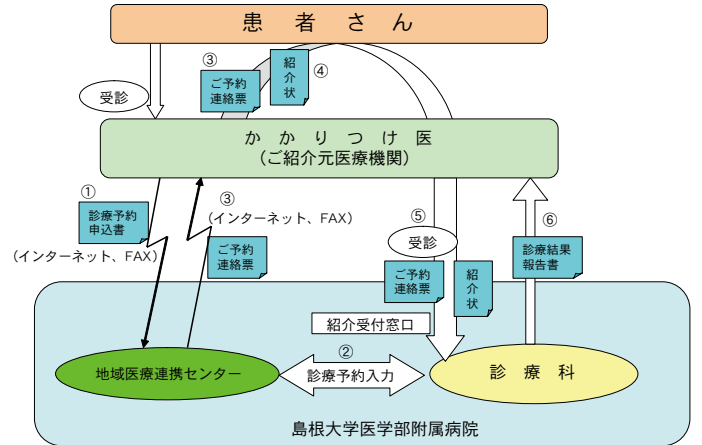 患者さん
③
ご予約
連絡票
紹
介
状
④
受診
かかりつけ医
(ご紹介元医療機関)
①
診療予約
申込書
(インターネット、FAX)
③
(インターネット、FAX)
ご予約
連絡票
⑤
受診
ご予約
連絡票
紹
介
状
⑥
診療結果
報告書
紹介受付窓口
地域医療連携センター
②
診療予約入力
診療科
島根大学医学部附属病院